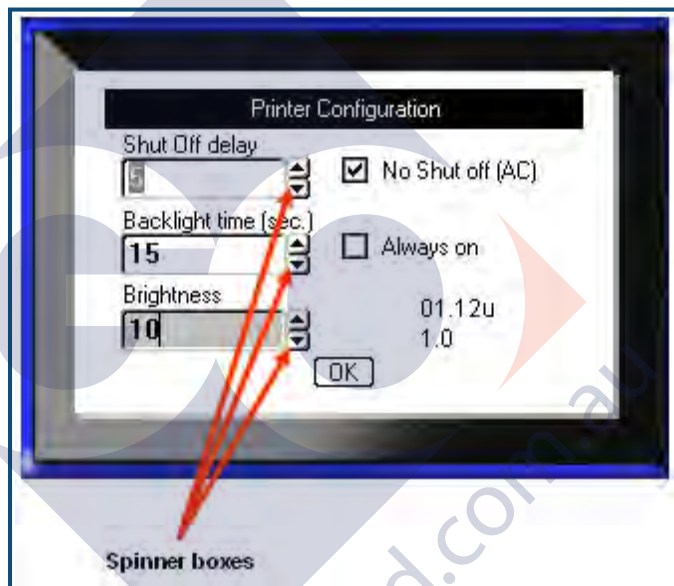 Printer Configuration
Shut Off delay
5
No Shut off (AC)
Backlight time (sec.)
15
Always on
Brightness
10
01.12u
1.0
OK
Spinner boxes